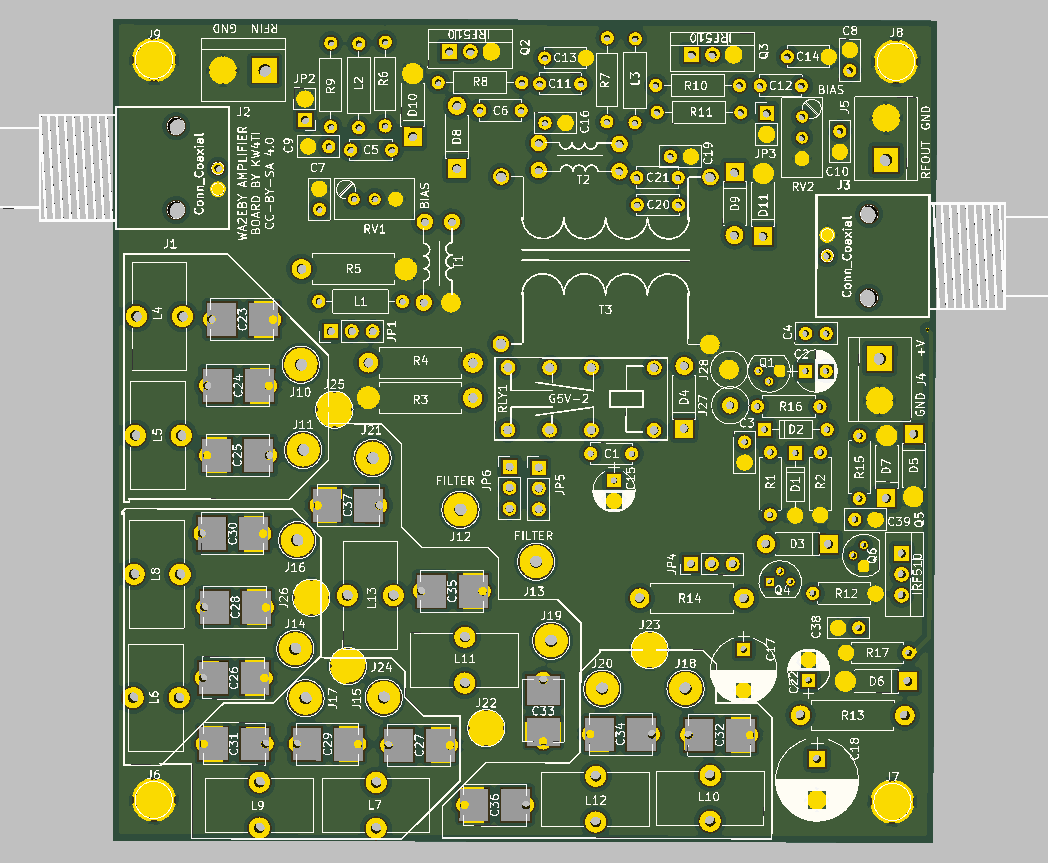 J9
GND RFIN
IRF510
Q2
IRF510
Q3
C8
J8
JP2
R9
L2
R6
D10
R8
C13
C11
R7
L3
R10
C12
C14
BIAS
J5
J2
C6
C16
R11
JP3
RFOUT GND
C9
C5
D8
C19
RV2
C10
J3
Conn_Coaxial
WA2EBY AMPLIFIER
BOARD BY KW4TI
CC-BY-SA 4.0
C7
RV1
BIAS
T2
C21
C20
D9
D11
Conn_Coaxial
J1
R5
T1
L1
JP1
T3
L4
C23
C4
R4
R3
J10
J25
C24
RLY1
G5V-2
D4
J28
J27
Q1
C2
+V
GND J4
R16
L5
C25
J11
J21
C3
D2
C1
C15
JP6
JP5
R1
D1
R2
R15
D7
D5
C37
FILTER
J12
FILTER
J13
C39
Q5
C30
J16
D3
Q6
IRF510
L8
J26
L13
C35
JP4
Q4
R12
C28
R14
J14
J19
J23
C38
L11
R17
C26
J24
J20
J18
C17
C22
D6
L6
J17
J15
J22
C33
R13
C31
C29
C27
C34
C32
C18
J6
L9
L7
C36
L12
L10
J7